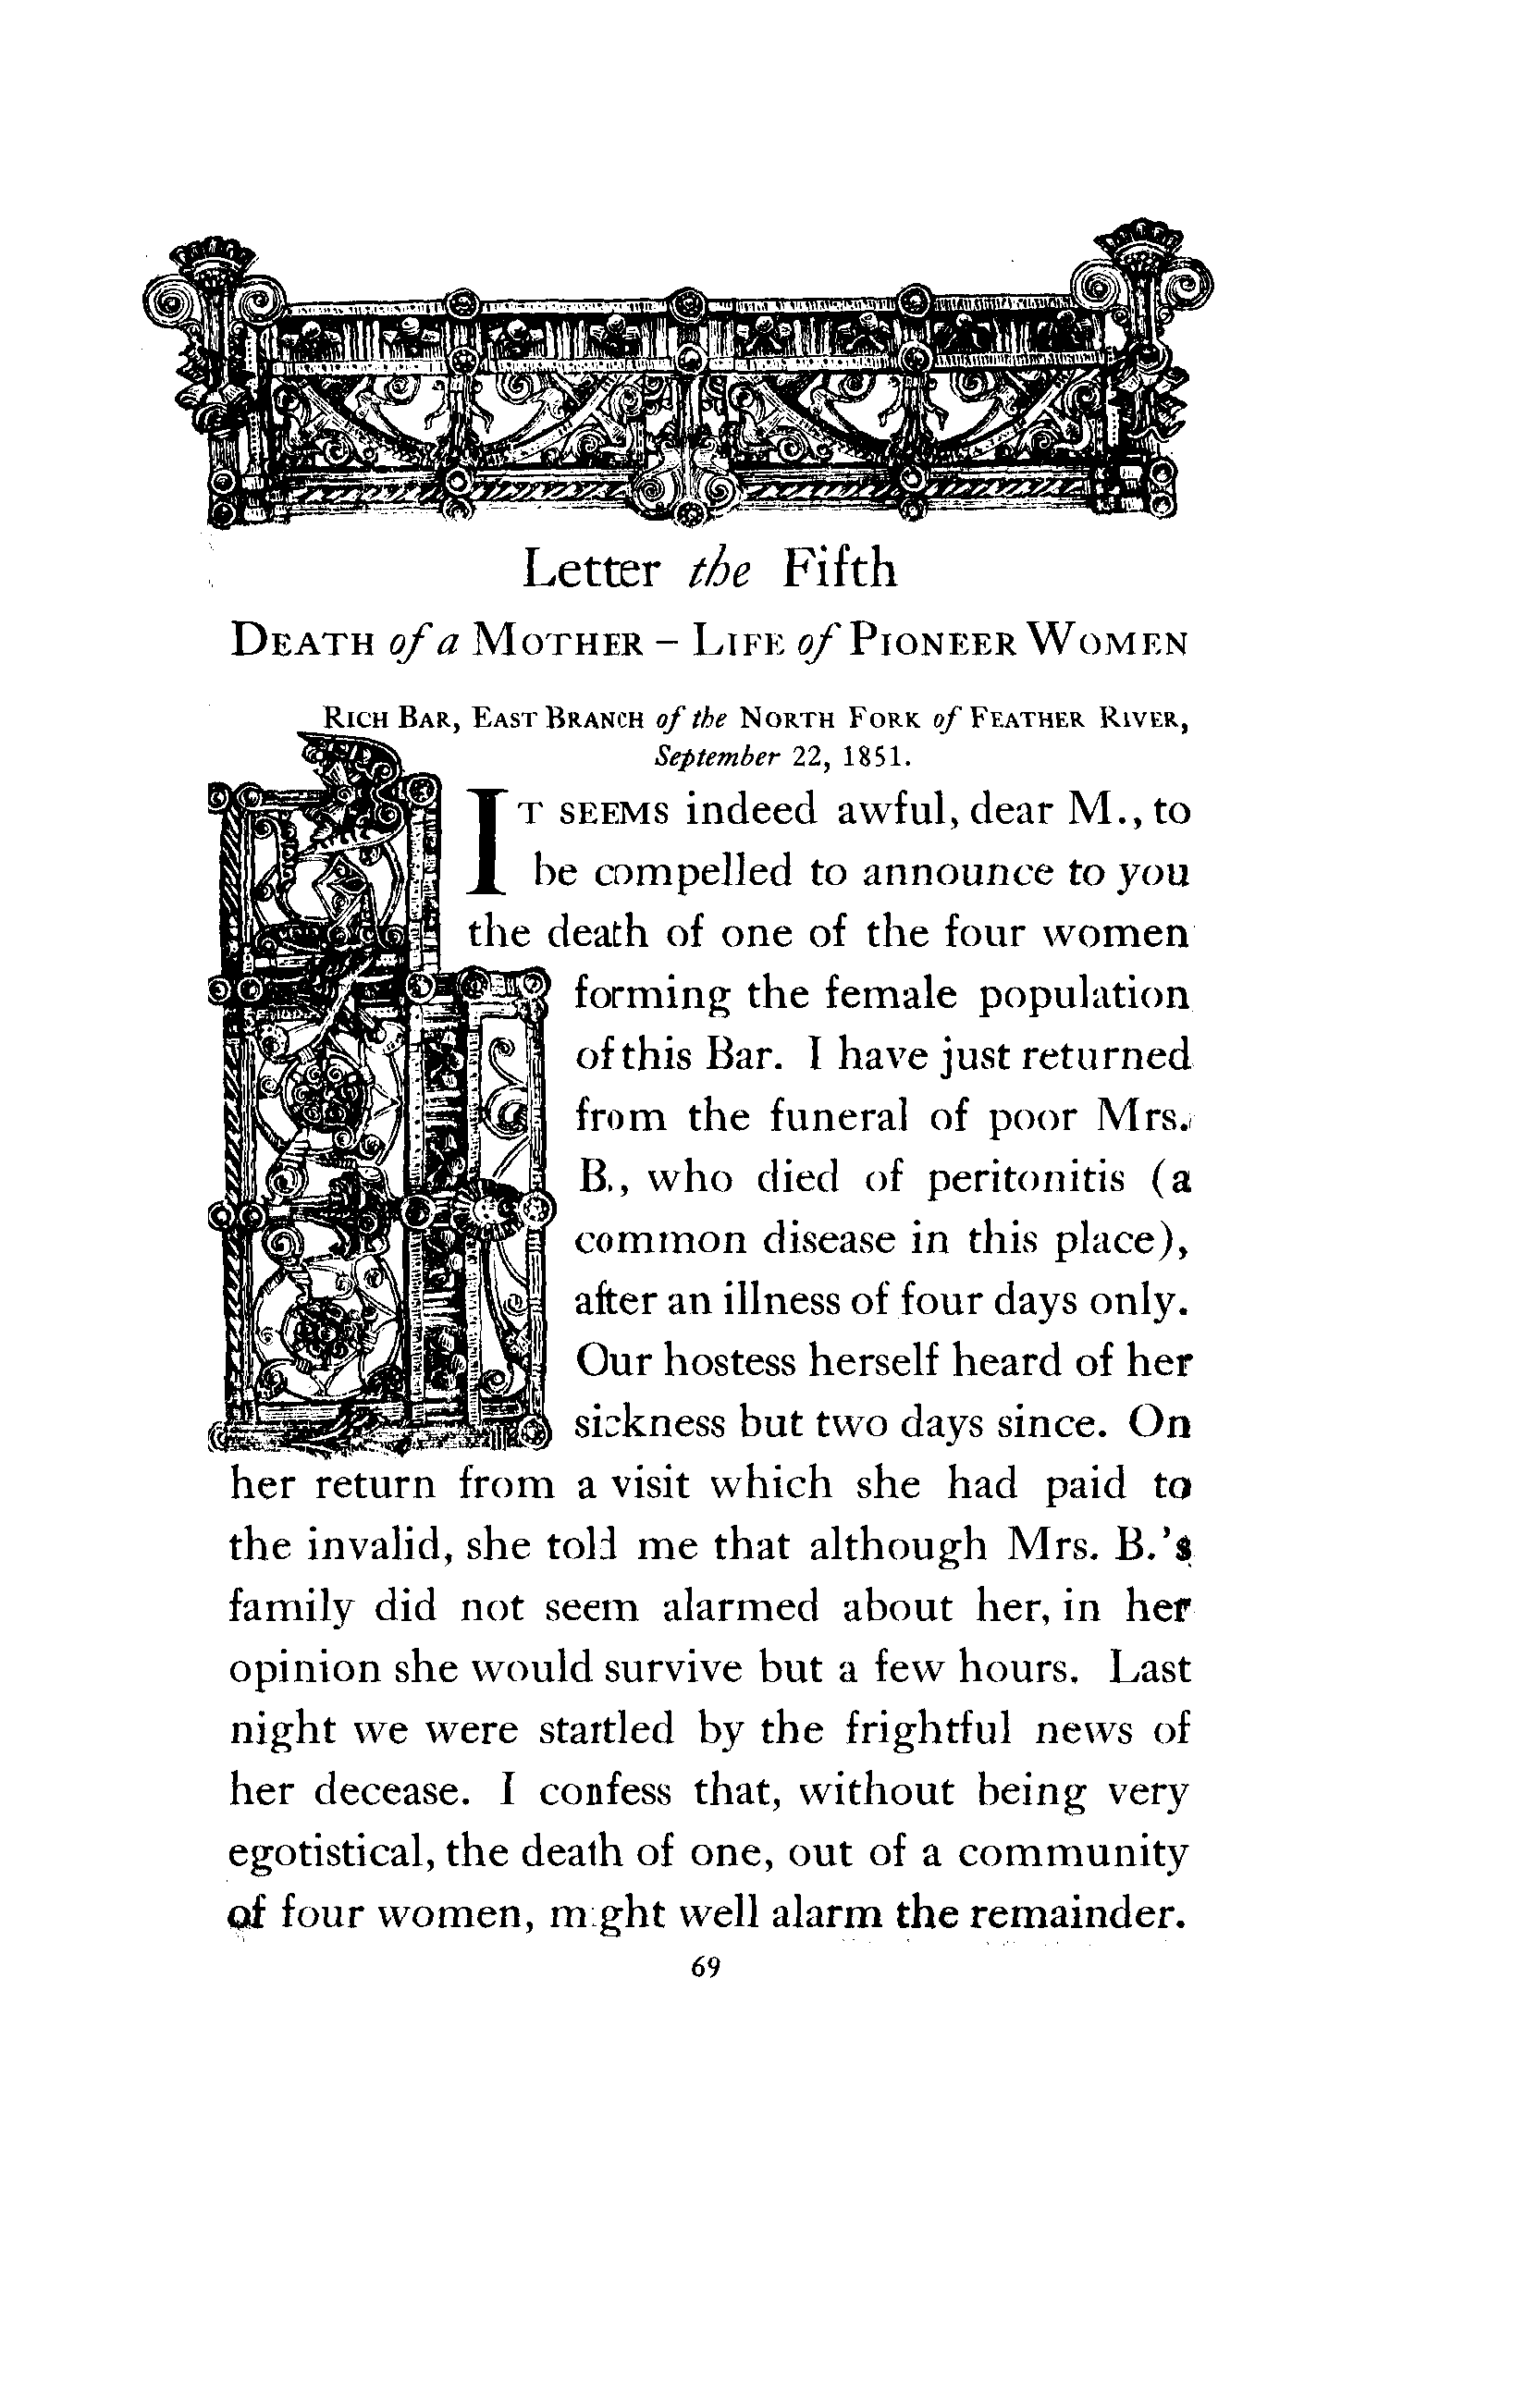 Letter the Fifth
Death of a Mother – Life of Pioneer Women
Rich Bar, East Branch of the North Fork of Feather River,
September 22, 1851.
It seems indeed awful, dear M., to
be compelled to announce to you
the death of one of the four women
forming the female population
of this Bar. I have just returned
from the funeral of poor Mrs.
B., who died of peritonitis (a
common disease in this place),
after an illness of four days only.
Our hostess herself heard of her
sickness but two days since. On
her return from a visit which she had paid to
the invalid, she told me that although Mrs. B.'s
family did not seem alarmed about her, in her
opinion she would survive but a few hours. Last
night we were startled by the frightful news of
her decease. I confess that, without being very
egotistical, the death of one, out of a community
of four women, might well alarm the remainder.
69